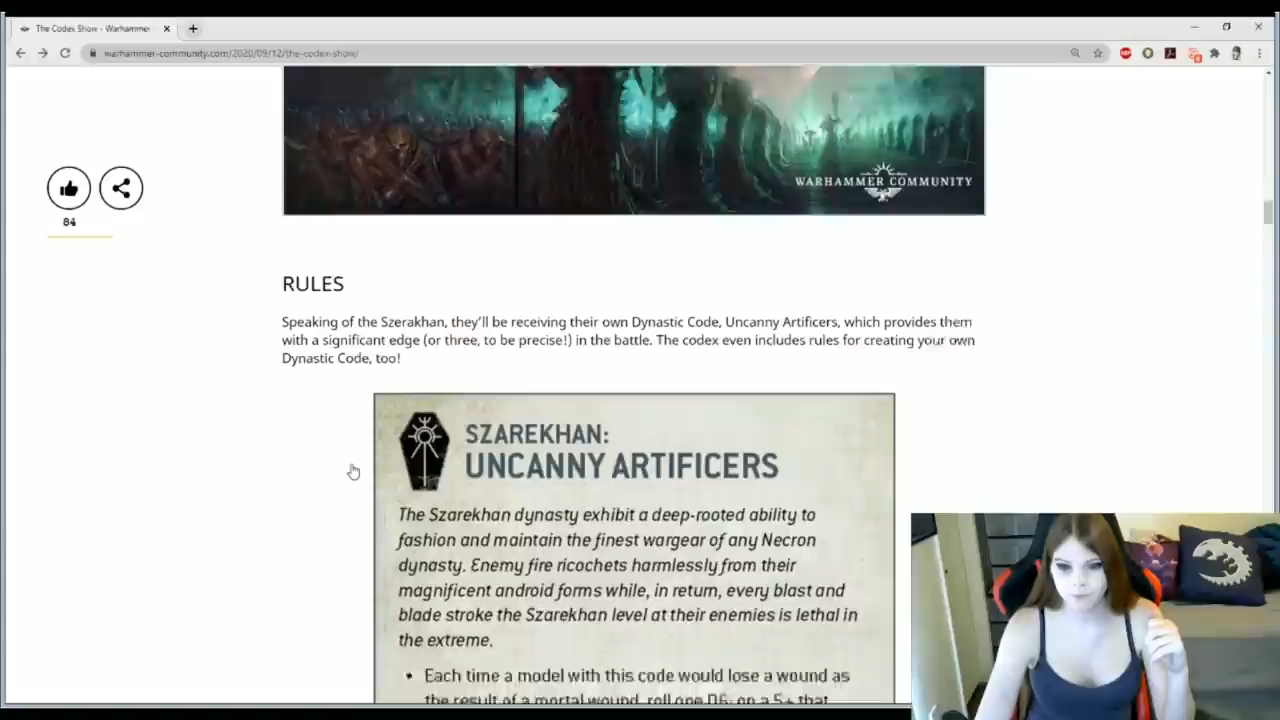 The Codex Show - Warhammer
warhammer-community.com/2020/09/12/the-codex-show/
WARHAMMER COMMUNITY
84
RULES
Speaking of the Szerakhan, they'll be receiving their own Dynastic Code, Uncanny Artificers, which provides them
with a significant edge (or three, to be precise!) in the battle. The codex even includes rules for creating your own
Dynastic Code, too!
SZAREKHAN:
UNCANNY ARTIFICERS
The Szarekhan dynasty exhibit a deep-rooted ability to
fashion and maintain the finest wargear of any Necron
dynasty. Enemy fire ricochets harmlessly from their
magnificent android forms while, in return, every blast and
blade stroke the Szarekhan level at their enemies is lethal in
the extreme.
• Each time a model with this code would lose a wound as
the result of a mortal wound, roll one D6: on a 5+ that